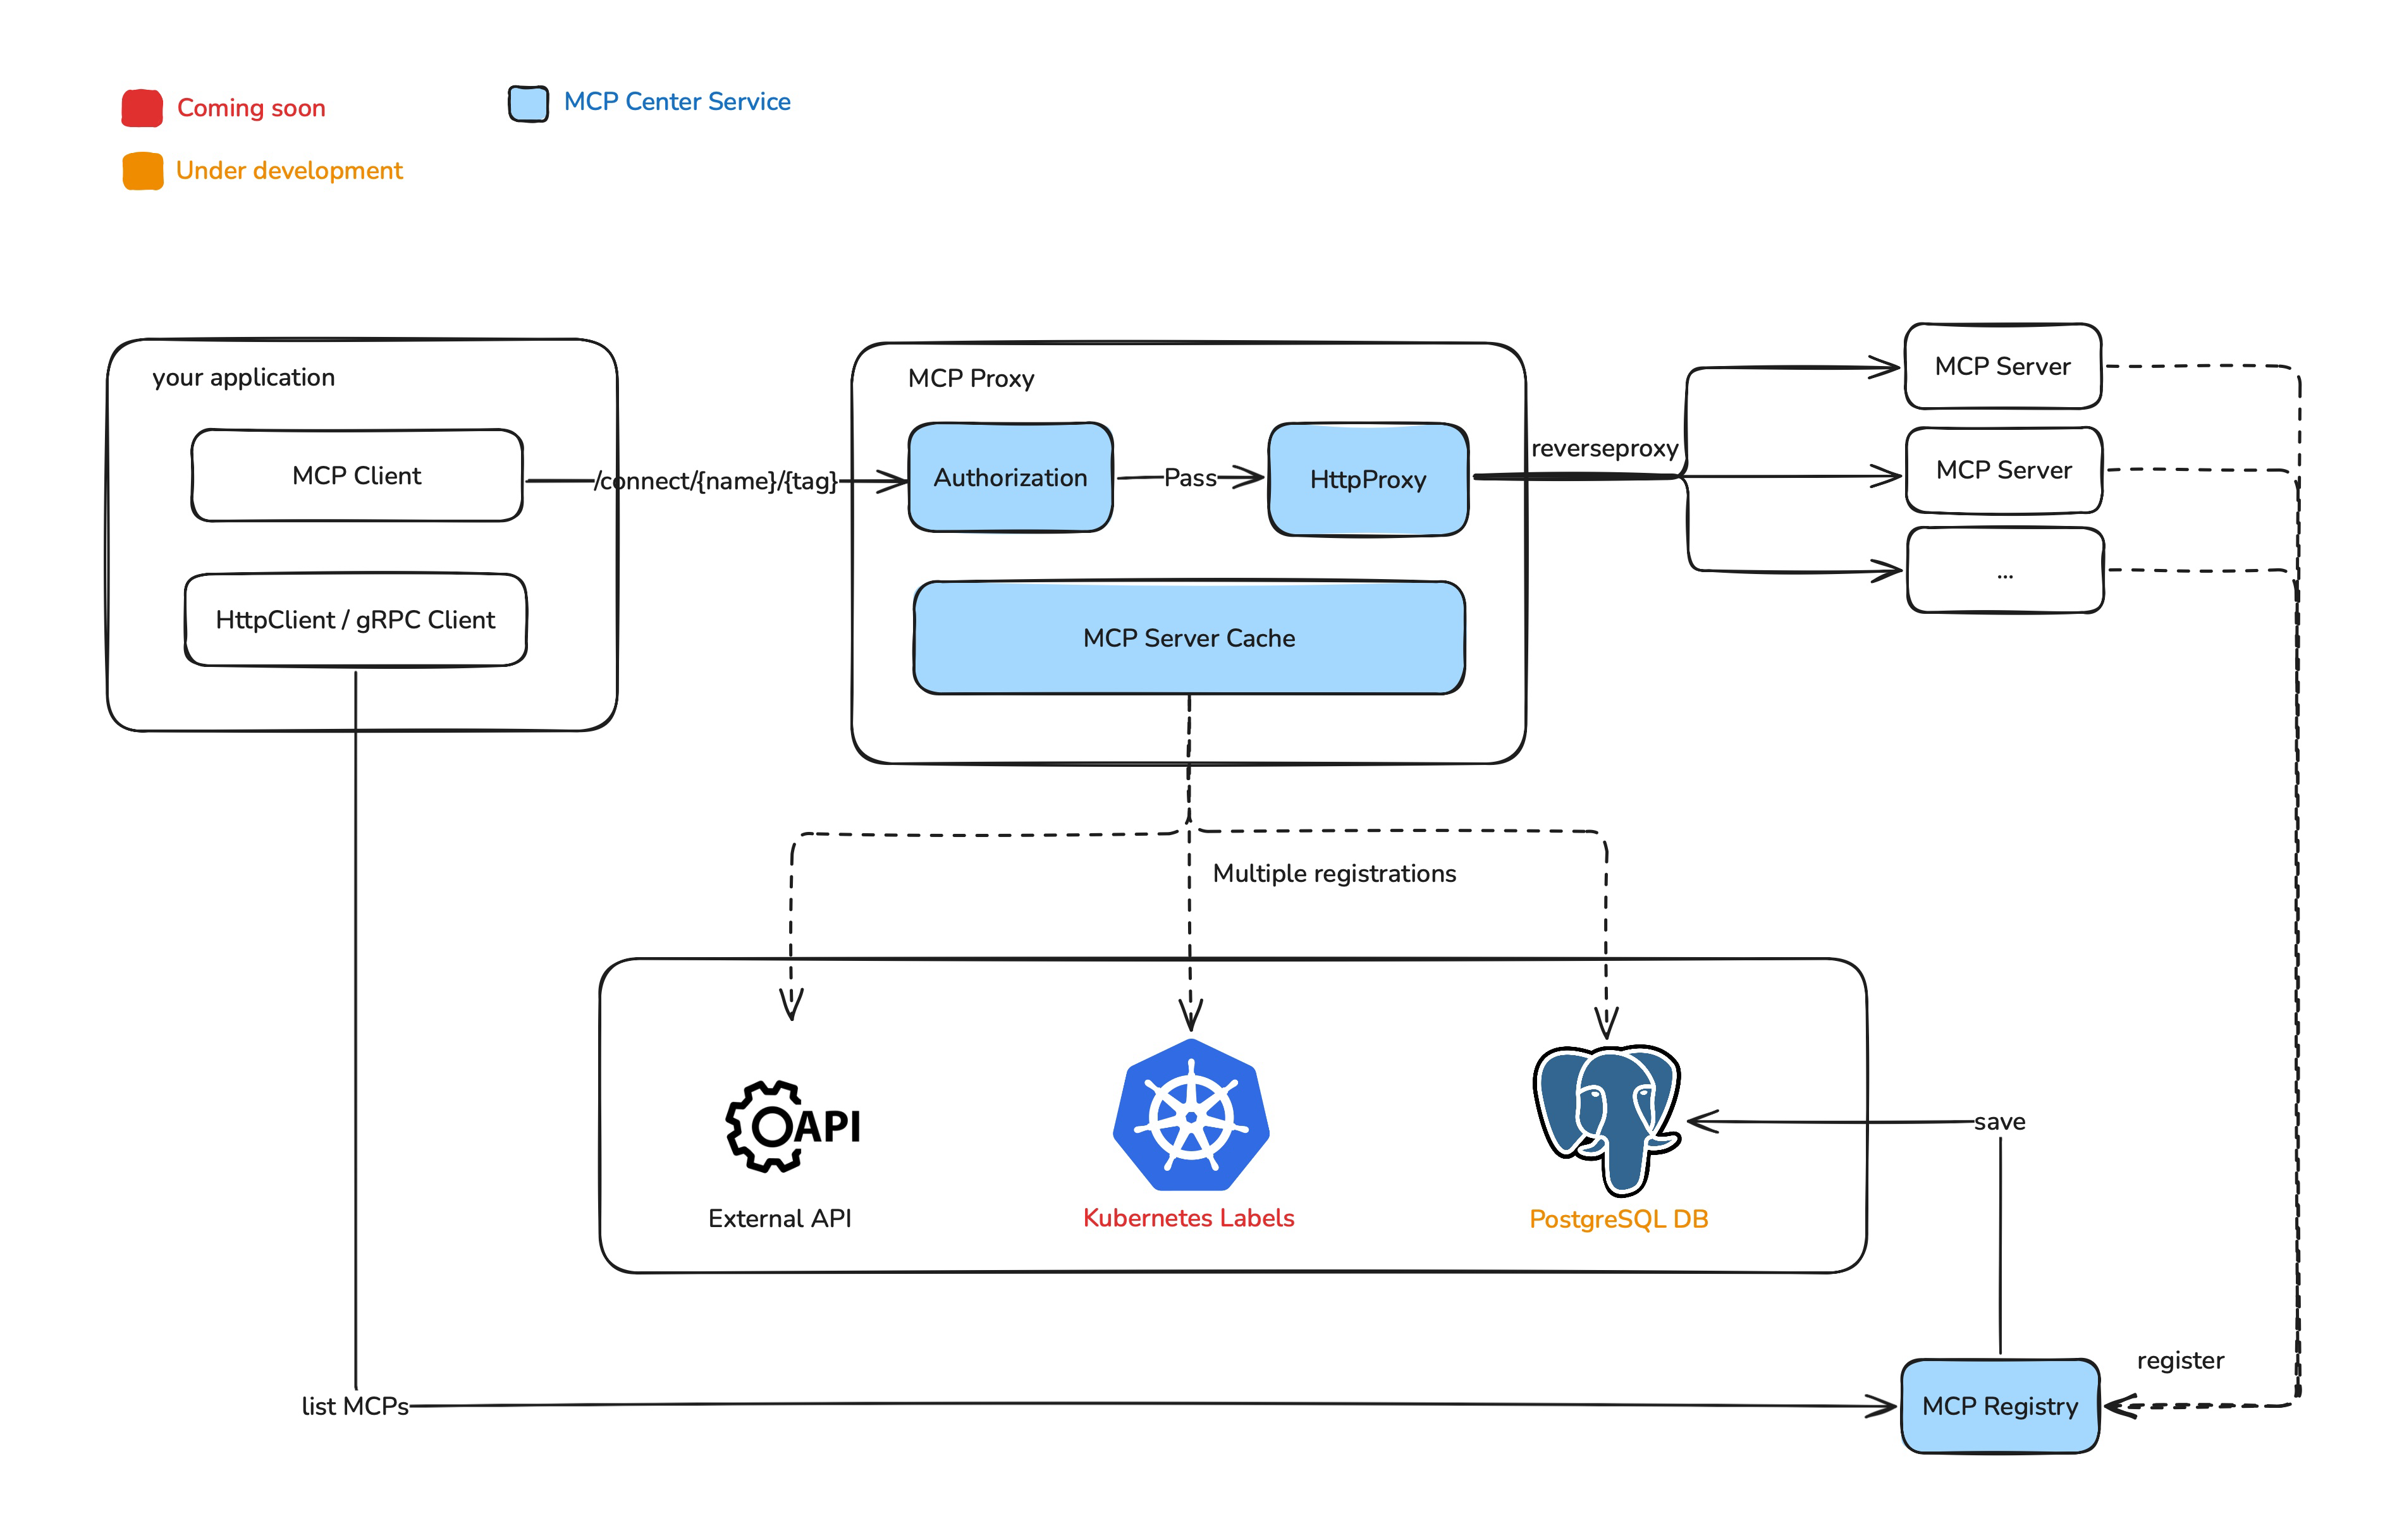 Coming soon
MCP Center Service
Under development
your application
MCP Client
HttpClient / gRPC Client
/connect/{name}/{tag}
MCP Proxy
Authorization
Pass
HttpProxy
MCP Server Cache
reverseproxy
MCP Server
MCP Server
...
Multiple registrations
API
External API
Kubernetes Labels
PostgreSQL DB
save
register
list MCPs
MCP Registry